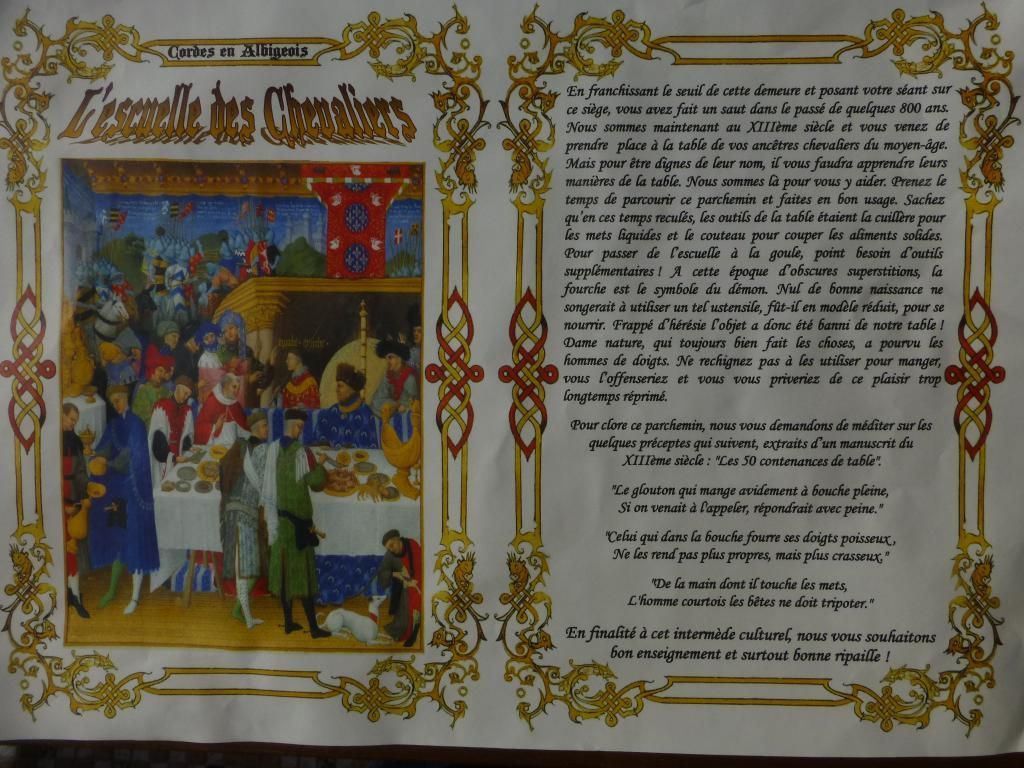 Cordes en Albigeois
L'escuelle des Chevaliers
En franchissant le seuil de cette demeure et posant votre séant sur
ce siège, vous avez fait un saut dans le passé de quelques 800 ans.
Nous sommes maintenant au XIIIème siècle et vous venez de
prendre place à la table de vos ancêtres chevaliers du moyen-âge.
Mais pour être dignes de leur nom, il vous faudra apprendre leurs
manières de la table. Nous sommes là pour vous y aider. Prenez le
temps de parcourir ce parchemin et faites en bon usage. Sachez
qu'en ces temps reculés, les outils de la table étaient la cuillère pour
les mets liquides et le couteau pour couper les aliments solides.
Pour passer de l'escuelle à la goule, point besoin d'outils
supplémentaires ! A cette époque d'obscures superstitions, la
fourche est le symbole du démon. Nul de bonne naissance ne
songerait à utiliser un tel ustensile, fût-il en modèle réduit, pour se
nourrir. Frappé d'hérésie l'objet a donc été banni de notre table !
Dame nature, qui toujours bien fait les choses, a pourvu les
hommes de doigts. Ne rechignez pas à les utiliser pour manger,
vous l'offenseriez et vous vous priveriez de ce plaisir trop
longtemps réprimé.
Pour clore ce parchemin, nous vous demandons de méditer sur les
quelques préceptes qui suivent, extraits d'un manuscrit du
XIIIème siècle : "Les 50 contenances de table".
"Le glouton qui mange avidement à bouche pleine,
Si on venait à l'appeler, répondrait avec peine."
"Celui qui dans la bouche fourre ses doigts poisseux,
Ne les rend pas plus propres, mais plus crasseux."
"De la main dont il touche les mets,
L'homme courtois les bêtes ne doit tripoter."
En finalité à cet intermède culturel, nous vous souhaitons
bon enseignement et surtout bonne ripaille !